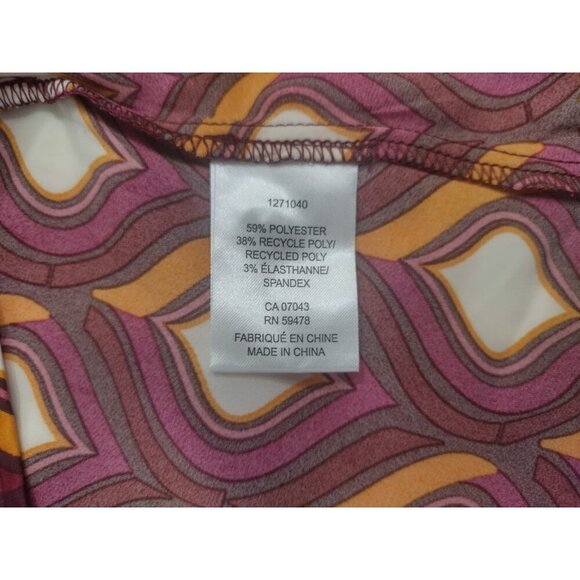 1271040
59% POLYESTER
38% RECYCLE POLY/
RECYCLED POLY
3% ÉLASTHANNE/
SPANDEX
CA 07043
RN 59478
FABRIQUÉ EN CHINE
MADE IN CHINA